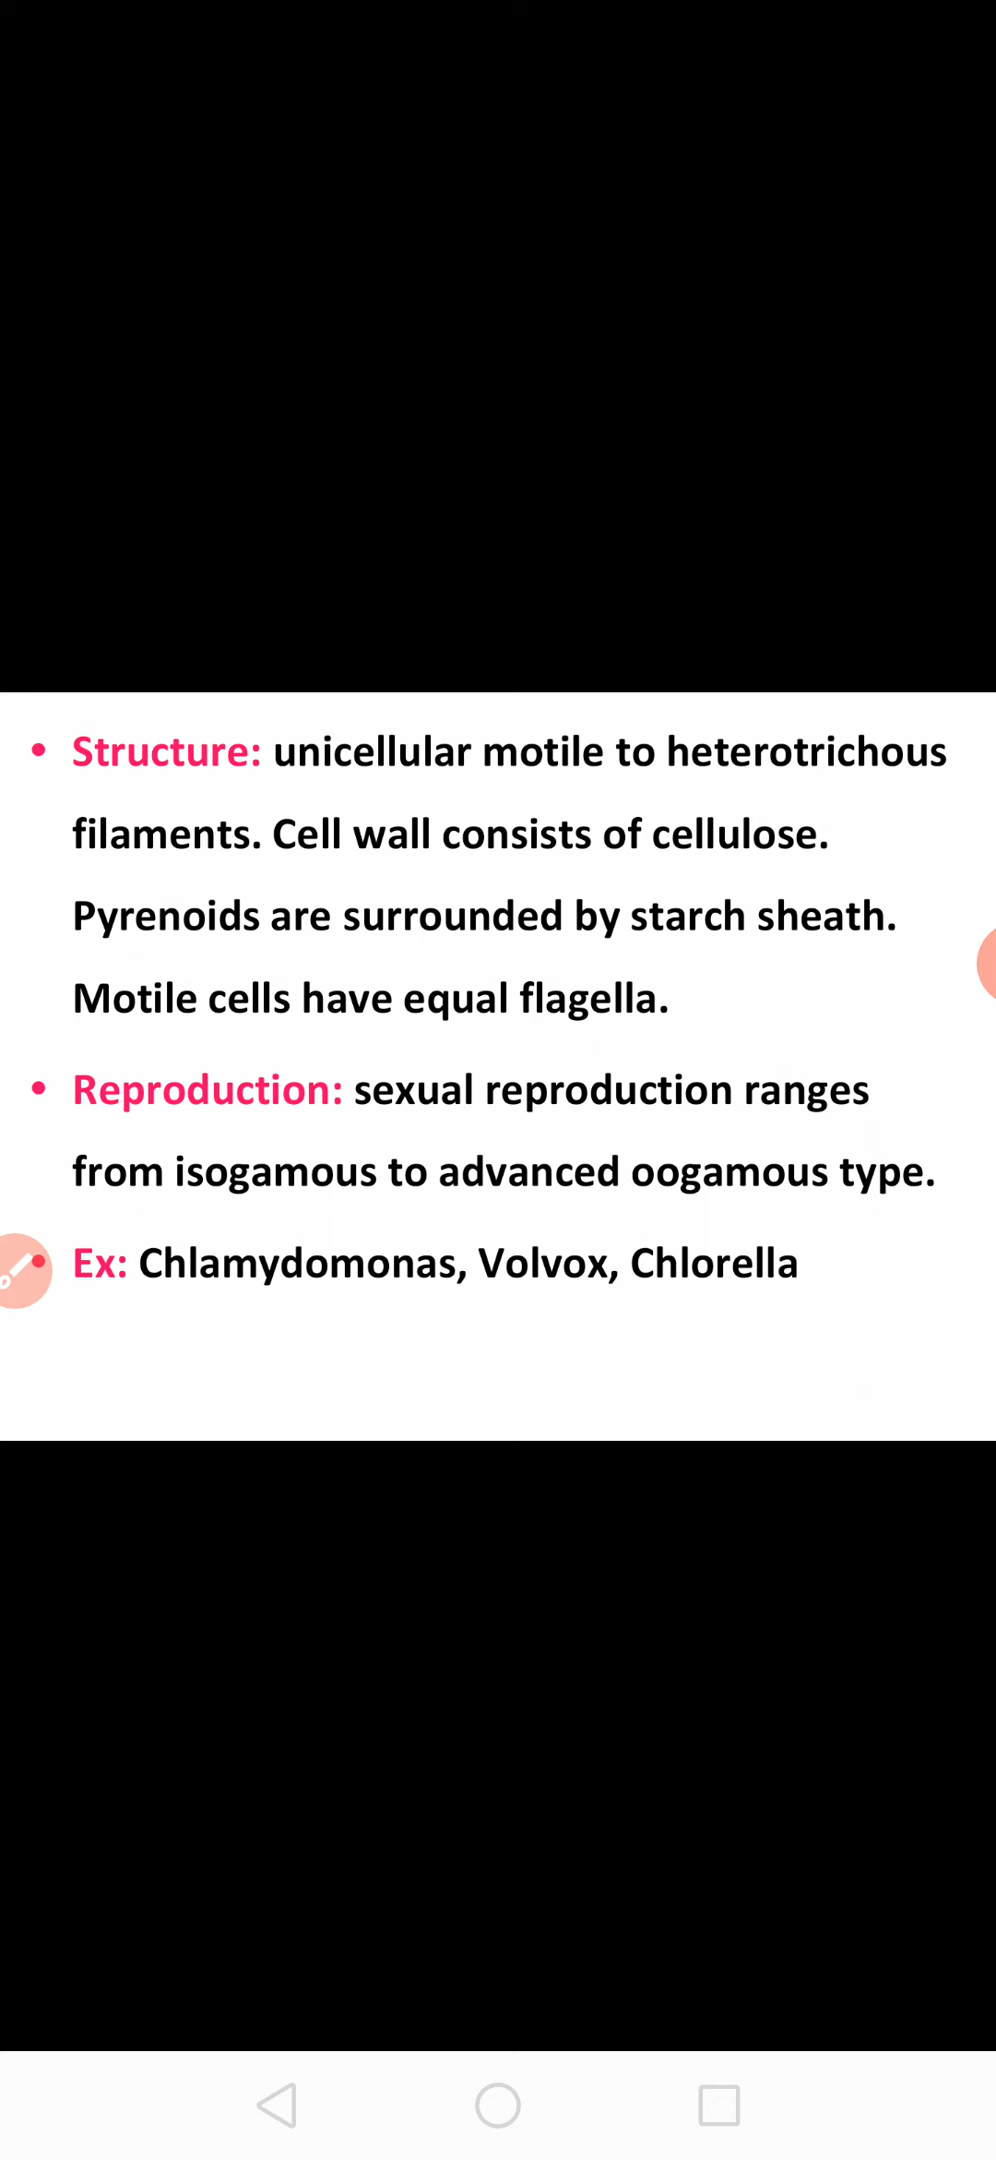 • Structure: unicellular motile to heterotrichous
filaments. Cell wall consists of cellulose.
Pyrenoids are surrounded by starch sheath.
Motile cells have equal flagella.
• Reproduction: sexual reproduction ranges
from isogamous to advanced oogamous type.
• Ex: Chlamydomonas, Volvox, Chlorella